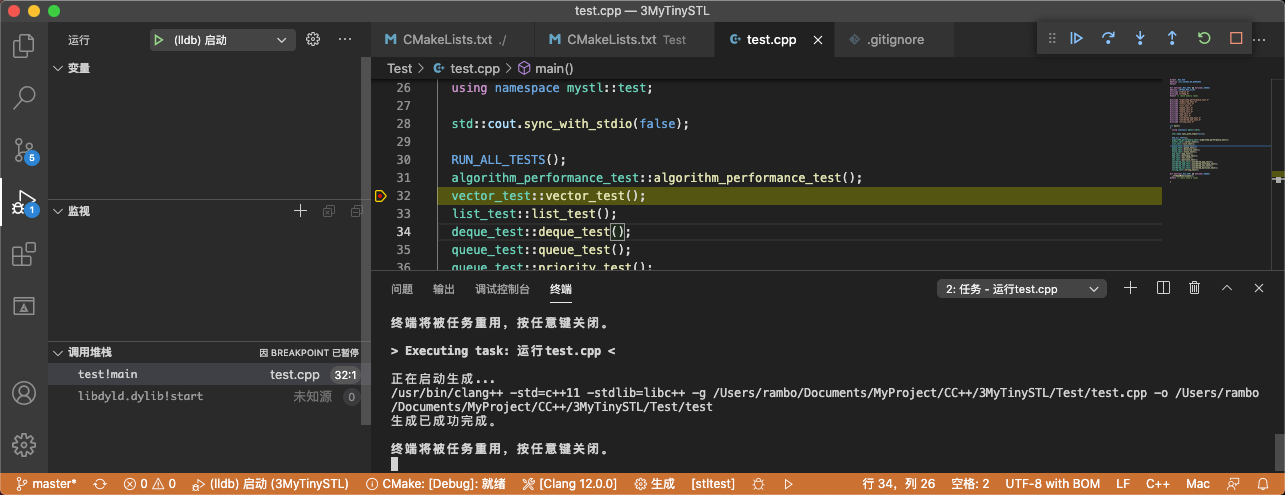 test.cpp — 3MyTinySTL
运行
(lldb) 启动
CMakeLists.txt ./
CMakeLists.txt Test
test.cpp
.gitignore
变量
Test > test.cpp > main()
26 using namespace mystl::test;
27
28 std::cout.sync_with_stdio(false);
29
30 RUN_ALL_TESTS();
31 algorithm_performance_test::algorithm_performance_test();
32 vector_test::vector_test();
33 list_test::list_test();
34 deque_test::deque_test();
35 queue_test::queue_test();
36 queue_test::priority_test();
5
1
监视
调用堆栈
因 BREAKPOINT 已暂停
test!main test.cpp 32:1
libdyld.dylib!start 未知源 0
问题 输出 调试控制台 终端
2: 任务 - 运行test.cpp
终端将被任务重用，按任意键关闭。
> Executing task: 运行test.cpp <
正在启动生成...
/usr/bin/clang++ -std=c++11 -stdlib=libc++ -g /Users/rambo/Documents/MyProject/CC++/3MyTinySTL/Test/test.cpp -o /Users/rambo
/Documents/MyProject/CC++/3MyTinySTL/Test/test
生成已成功完成。
终端将被任务重用，按任意键关闭。
master* 0 0 (lldb) 启动 (3MyTinySTL) CMake: [Debug]: 就绪 [Clang 12.0.0] 生成 [stltest] 行 34，列 26 空格: 2 UTF-8 with BOM LF C++ Mac